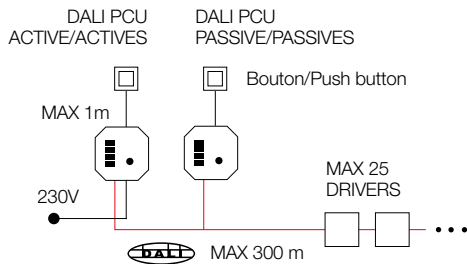 DALI PCU
ACTIVE/ACTIVES
DALI PCU
PASSIVE/PASSIVES
Bouton/Push button
MAX 1m
MAX 25
DRIVERS
230V
DALI
MAX 300 m